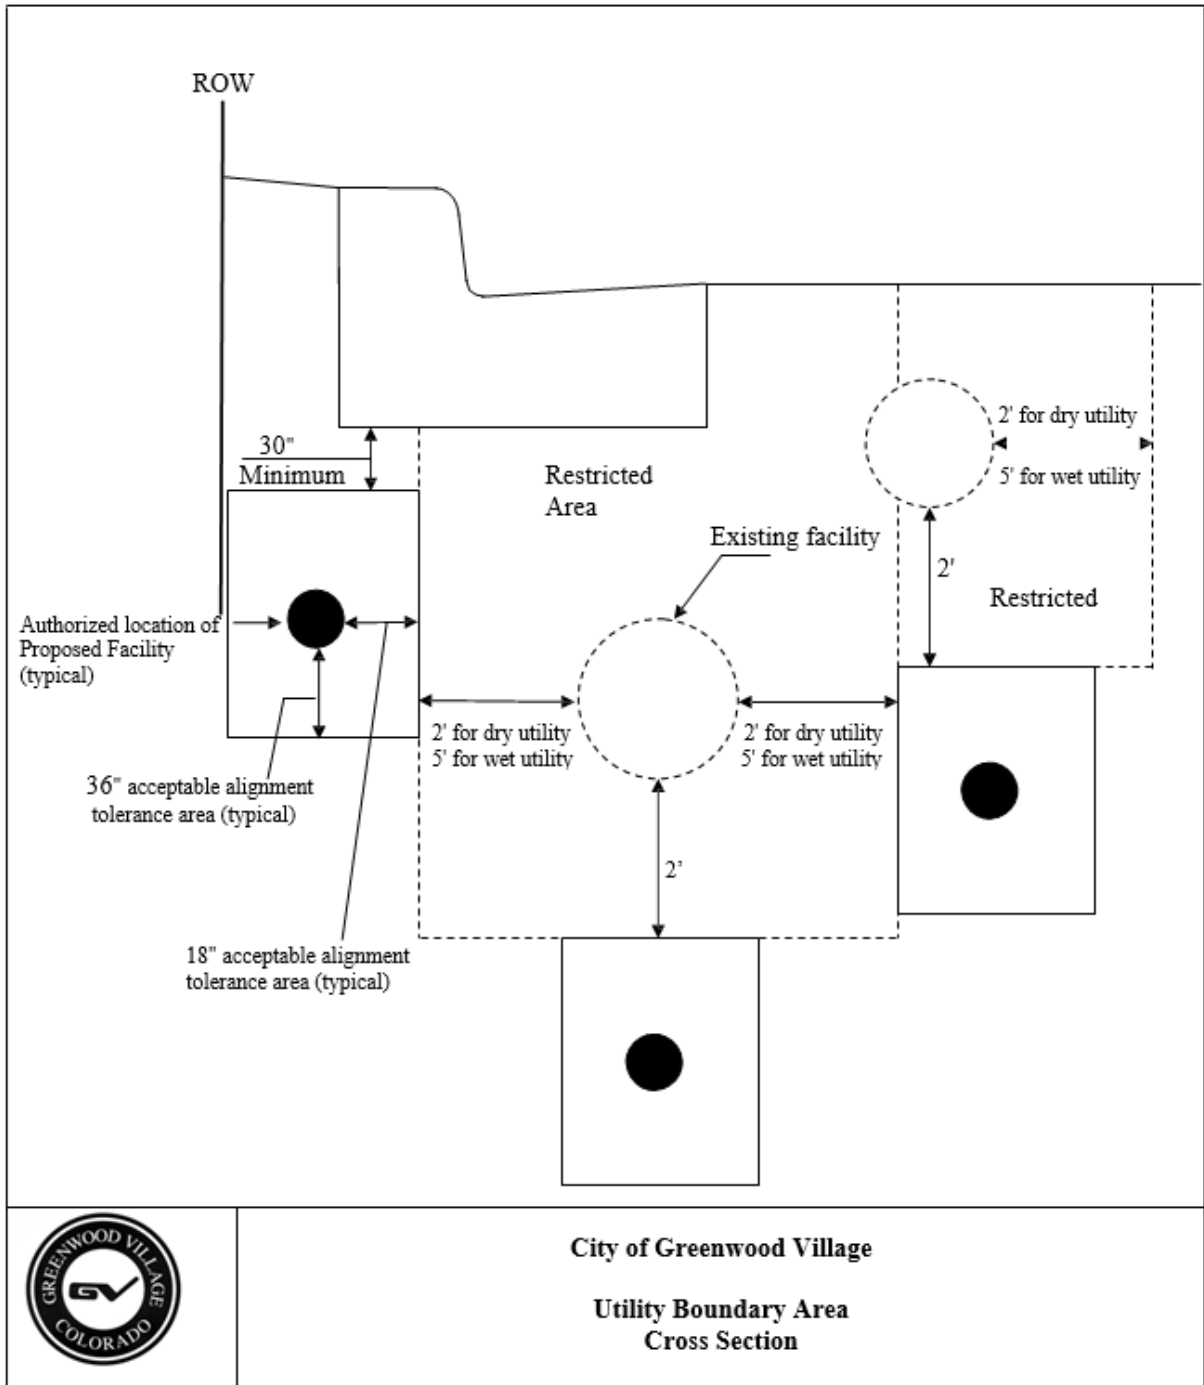 ROW
30"
Minimum
Restricted
Area
2' for dry utility
5' for wet utility
Existing facility
2'
Restricted
Authorized location of
Proposed Facility
(typical)
2' for dry utility
5' for wet utility
2' for dry utility
5' for wet utility
36" acceptable alignment
tolerance area (typical)
2'
18" acceptable alignment
tolerance area (typical)
GREENWOOD VILLAGE
GV
COLORADO
City of Greenwood Village
Utility Boundary Area
Cross Section